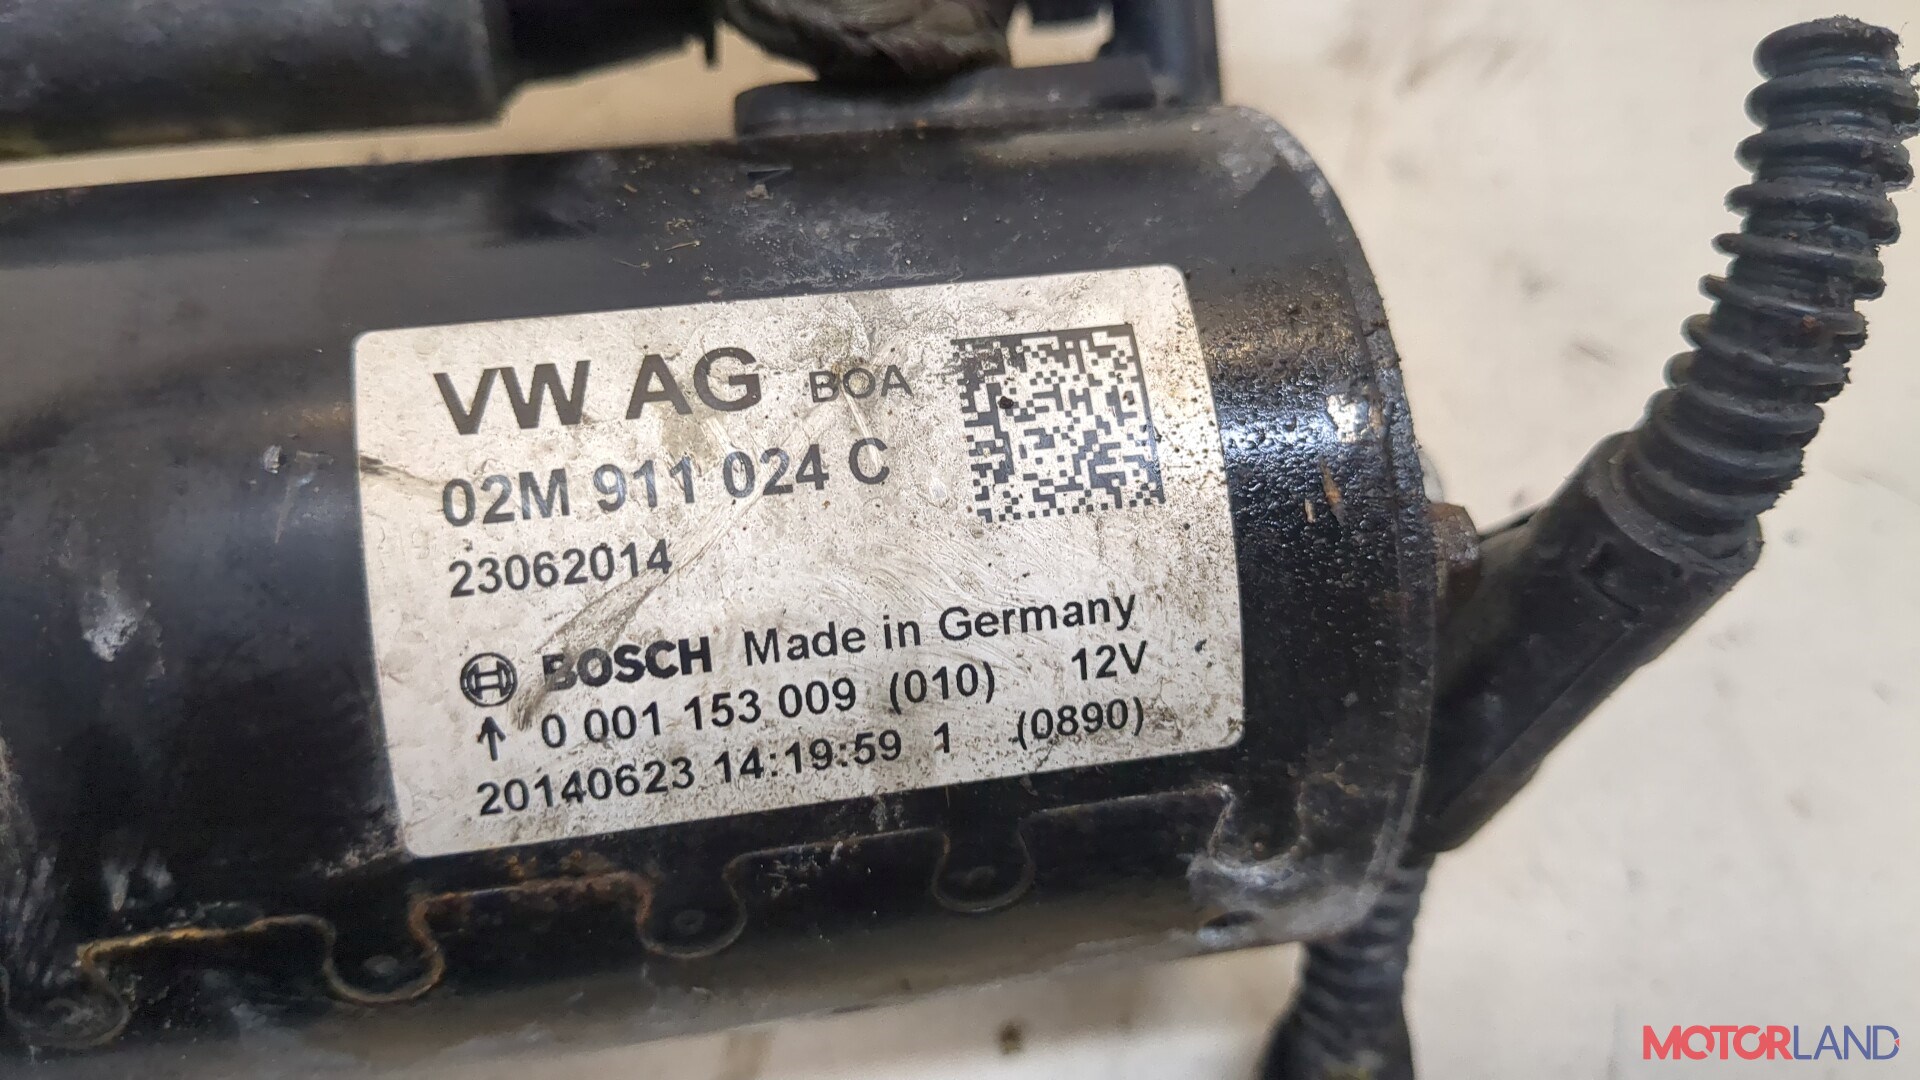 VW AG BOA
02M 911 024 C
23062014
BOSCH Made in Germany
↑ 0 001 153 009 (010) 12V
20140623 14:19:59 1 (0890)
MOTORLAND